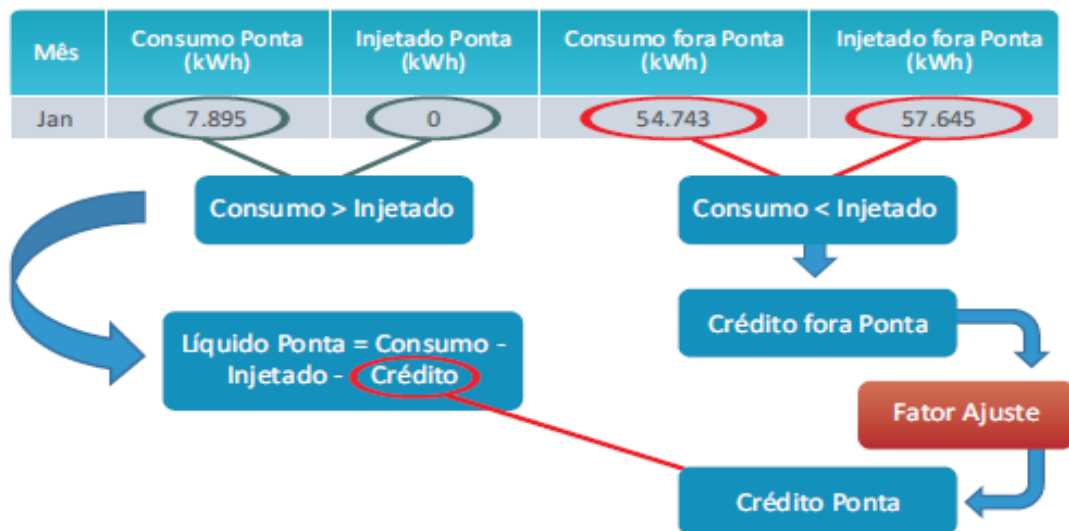 Mês
Consumo Ponta
(kWh)
Injetado Ponta
(kWh)
Consumo fora Ponta
(kWh)
Injetado fora Ponta
(kWh)
Jan
7.895
0
54.743
57.645
Consumo > Injetado
Consumo < Injetado
Crédito fora Ponta
Líquido Ponta = Consumo -
Injetado - Crédito
Fator Ajuste
Crédito Ponta